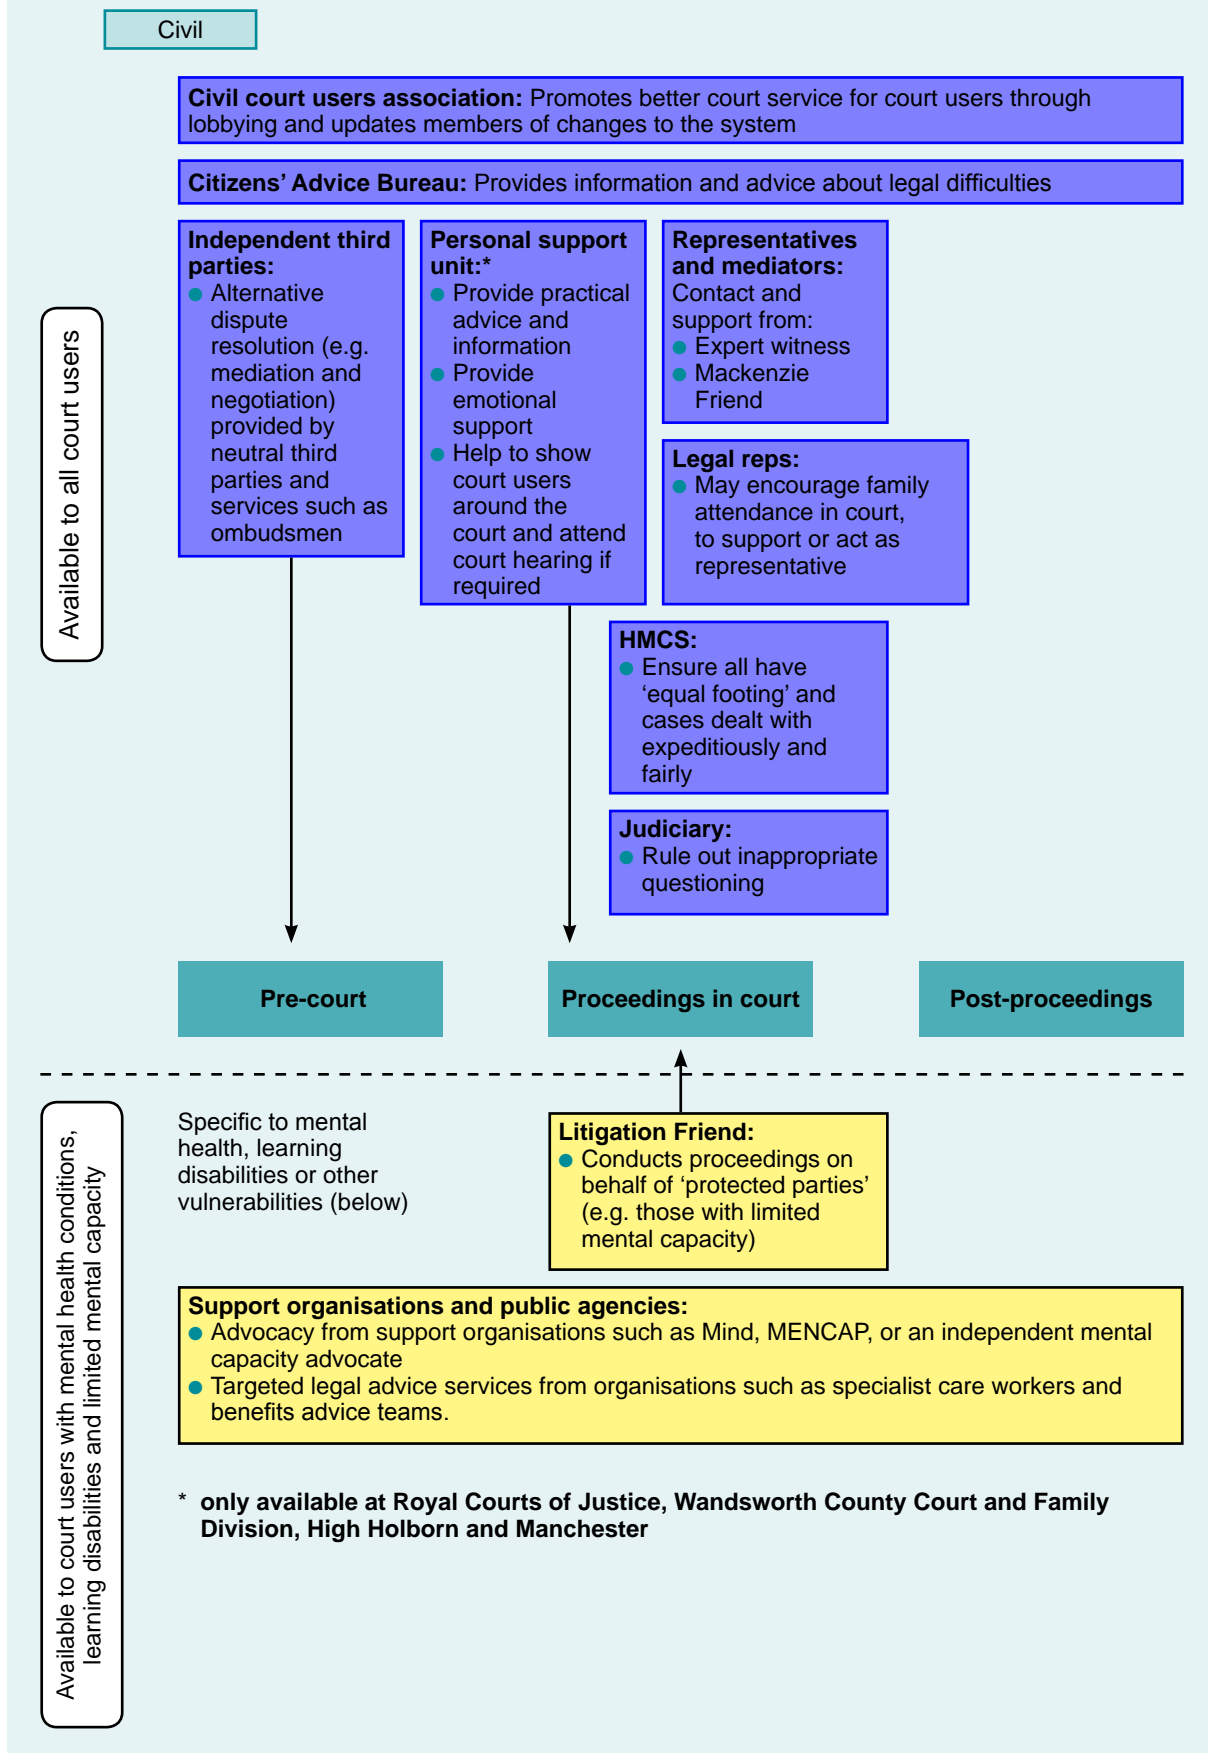 Civil
Civil court users association: Promotes better court service for court users through
lobbying and updates members of changes to the system
Citizens’ Advice Bureau: Provides information and advice about legal difficulties
Available to all court users
Independent third
parties:
● Alternative
dispute
resolution (e.g.
mediation and
negotiation)
provided by
neutral third
parties and
services such as
ombudsmen
Personal support
unit:*
● Provide practical
advice and
information
● Provide
emotional
support
● Help to show
court users
around the
court and attend
court hearing if
required
Representatives
and mediators:
Contact and
support from:
● Expert witness
● Mackenzie
Friend
Legal reps:
● May encourage family
attendance in court,
to support or act as
representative
HMCS:
● Ensure all have
‘equal footing’ and
cases dealt with
expeditiously and
fairly
Judiciary:
● Rule out inappropriate
questioning
Pre-court
Proceedings in court
Post-proceedings
Available to court users with mental health conditions,
learning disabilities and limited mental capacity
Specific to mental
health, learning
disabilities or other
vulnerabilities (below)
Litigation Friend:
● Conducts proceedings on
behalf of ‘protected parties’
(e.g. those with limited
mental capacity)
Support organisations and public agencies:
● Advocacy from support organisations such as Mind, MENCAP, or an independent mental
capacity advocate
● Targeted legal advice services from organisations such as specialist care workers and
benefits advice teams.
* only available at Royal Courts of Justice, Wandsworth County Court and Family
Division, High Holborn and Manchester